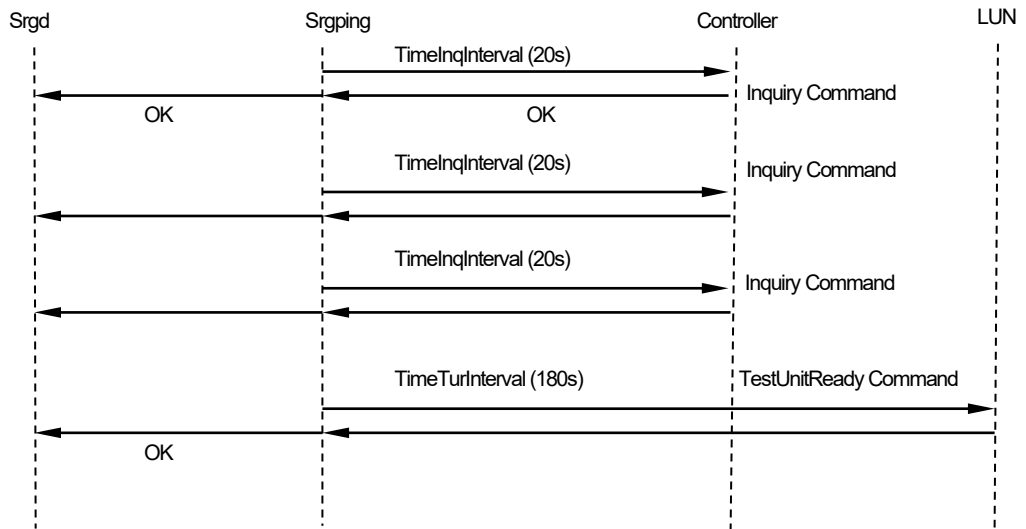 Srgd
Srgping
Controller
LUN
TimeInqInterval (20s)
Inquiry Command
OK
OK
TimeInqInterval (20s)
Inquiry Command
TimeInqInterval (20s)
Inquiry Command
TimeTurInterval (180s)
TestUnitReady Command
OK